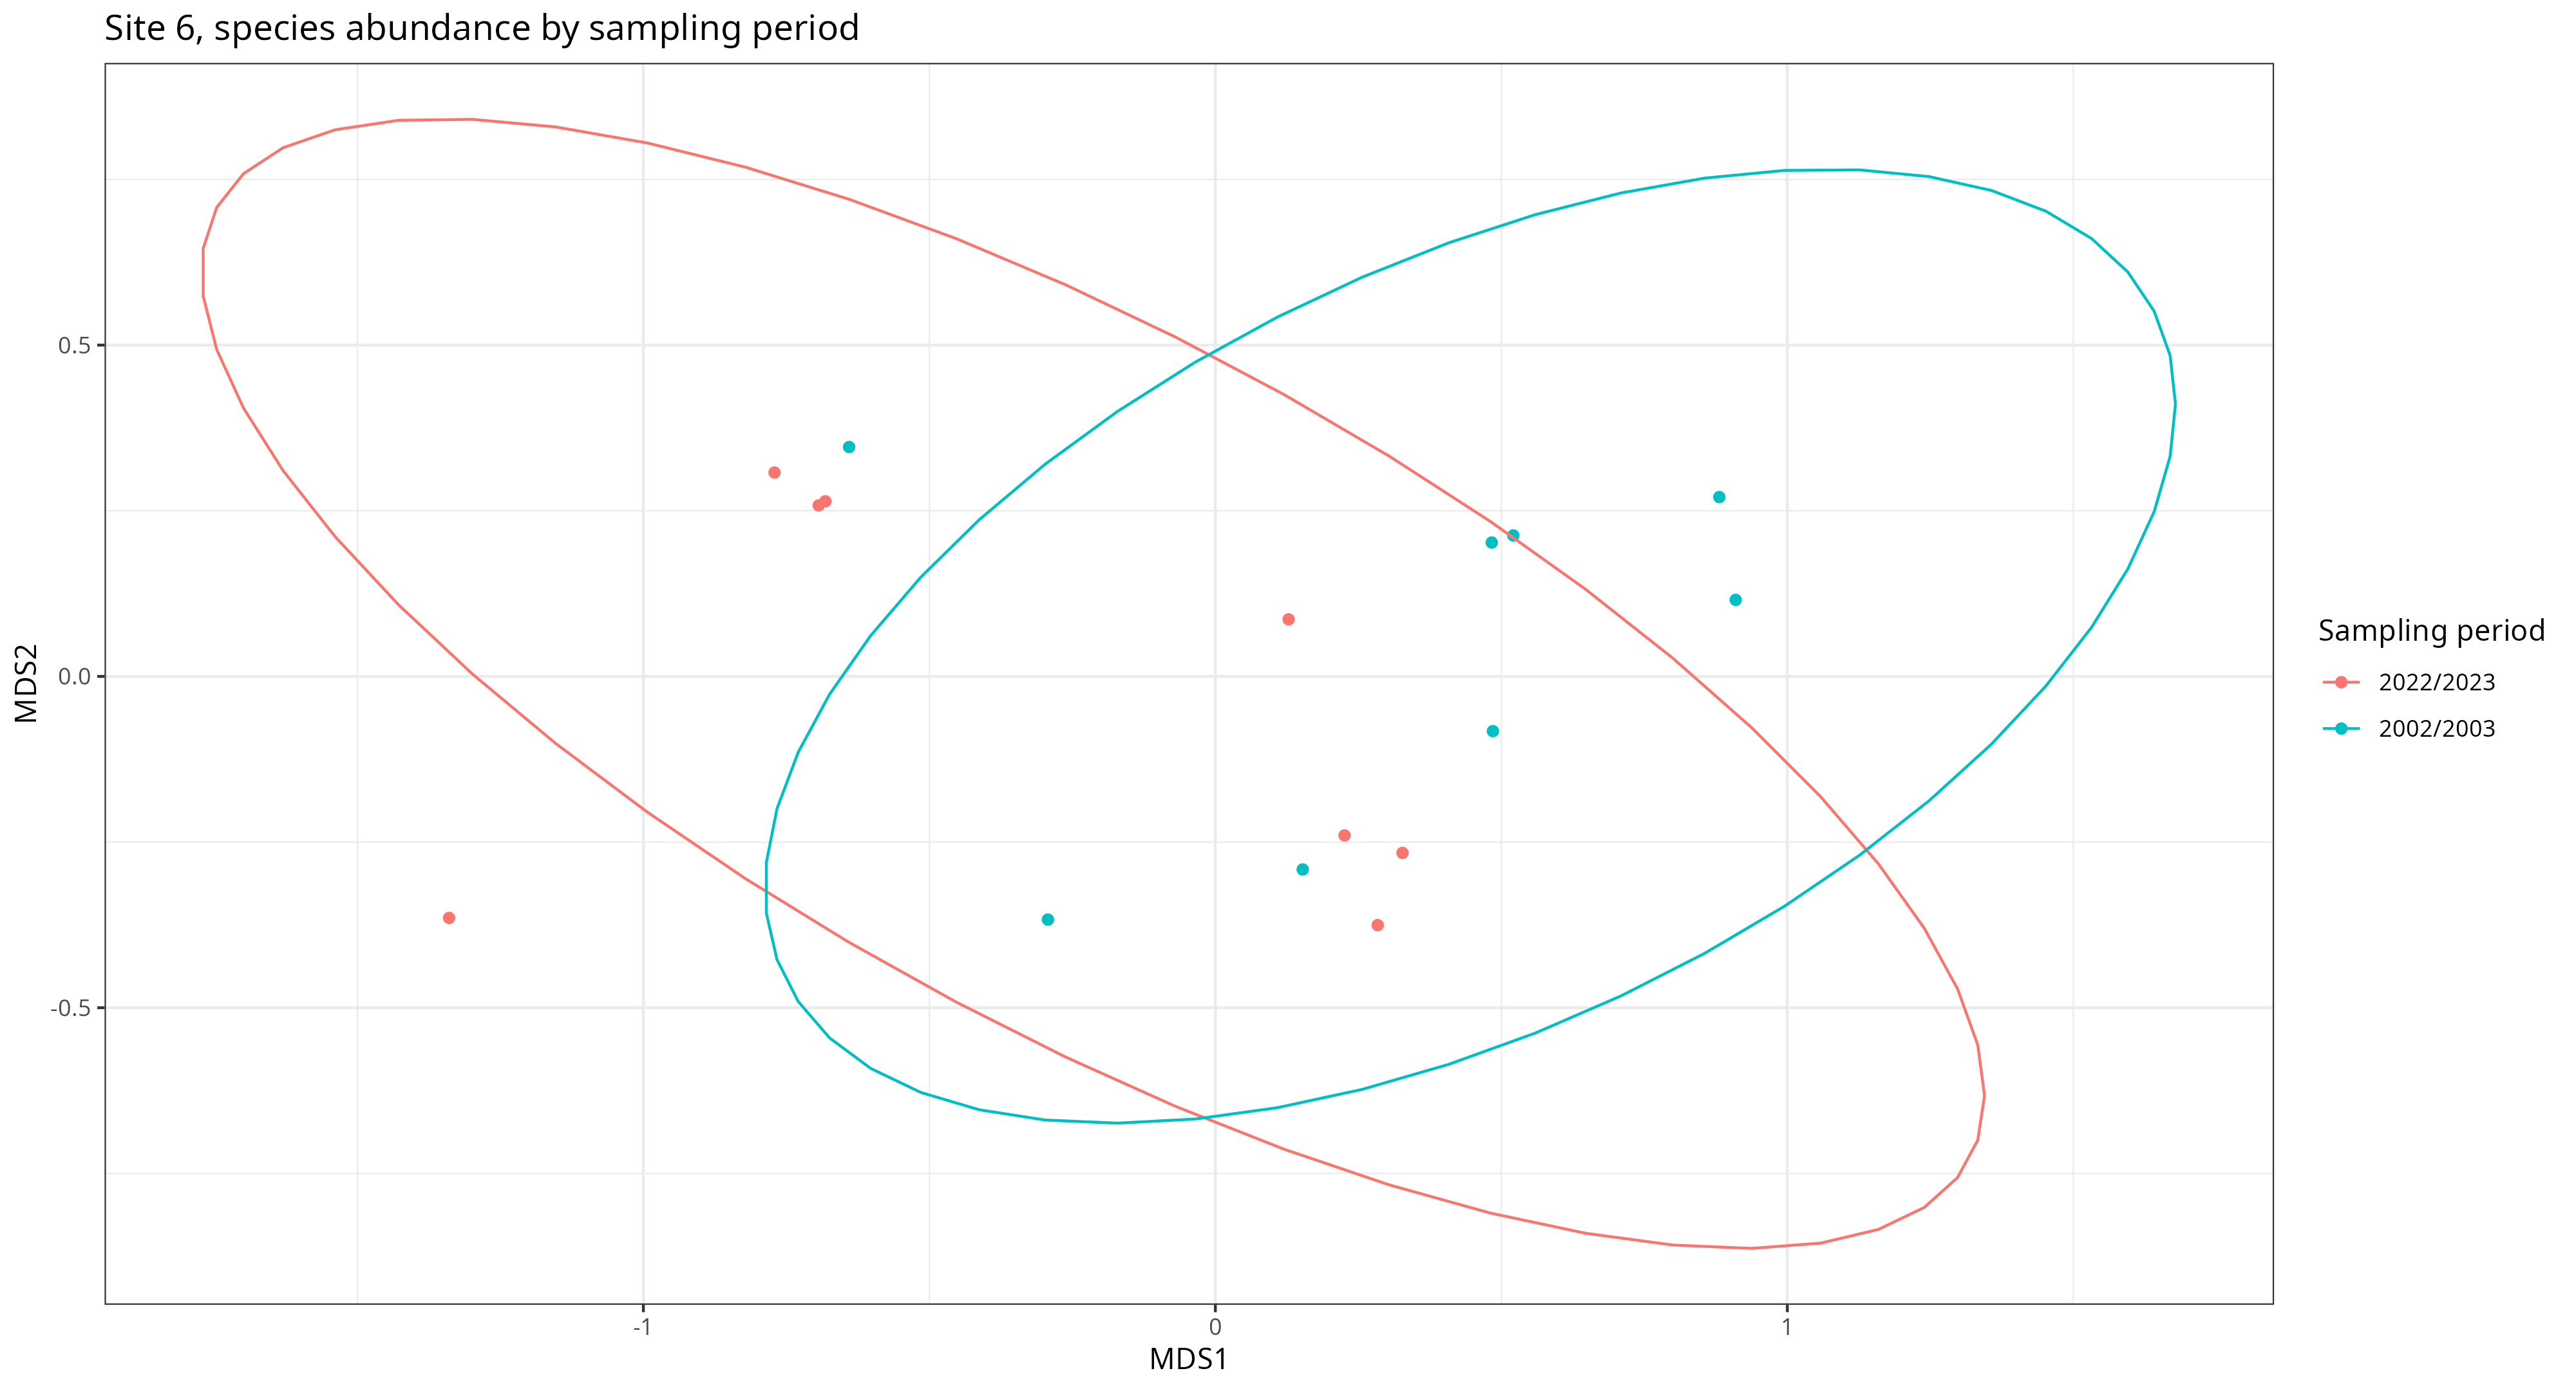 Site 6, species abundance by sampling period
MDS2
0.5
0.0
-0.5
-1
0
1
MDS1
Sampling period
2022/2023
2002/2003